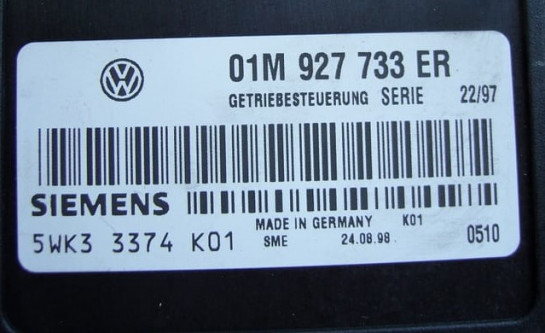 VW
01M 927 733 ER
GETRIEBESTEUERUNG SERIE 22/97
SIEMENS
MADE IN GERMANY K01
5WK3 3374 K01 SME 24.08.98 0510